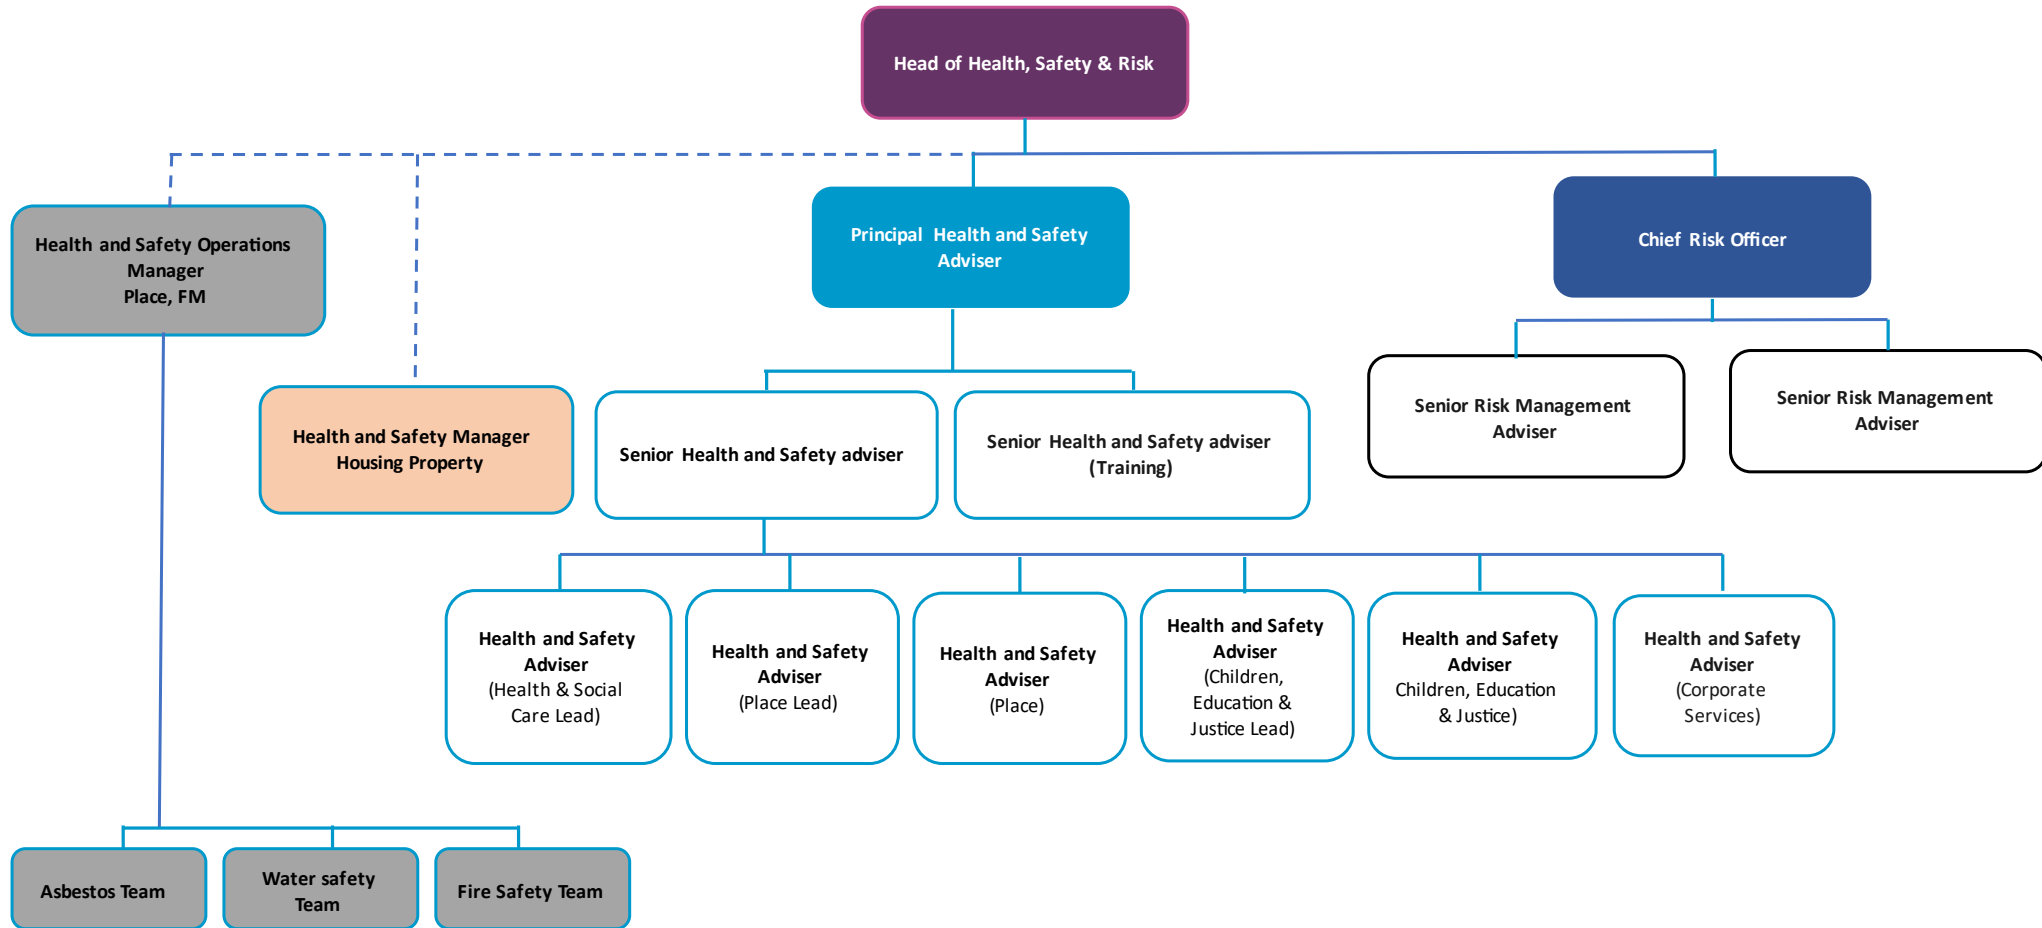 Head of Health, Safety & Risk
Health and Safety Operations
Manager
Place, FM
Principal Health and Safety
Adviser
Chief Risk Officer
Health and Safety Manager
Housing Property
Senior Health and Safety adviser
Senior Health and Safety adviser
(Training)
Senior Risk Management
Adviser
Senior Risk Management
Adviser
Health and Safety
Adviser
(Health & Social
Care Lead)
Health and Safety
Adviser
(Place Lead)
Health and Safety
Adviser
(Place)
Health and Safety
Adviser
(Children,
Education &
Justice Lead)
Health and Safety
Adviser
Children, Education
& Justice)
Health and Safety
Adviser
(Corporate
Services)
Asbestos Team
Water safety
Team
Fire Safety Team